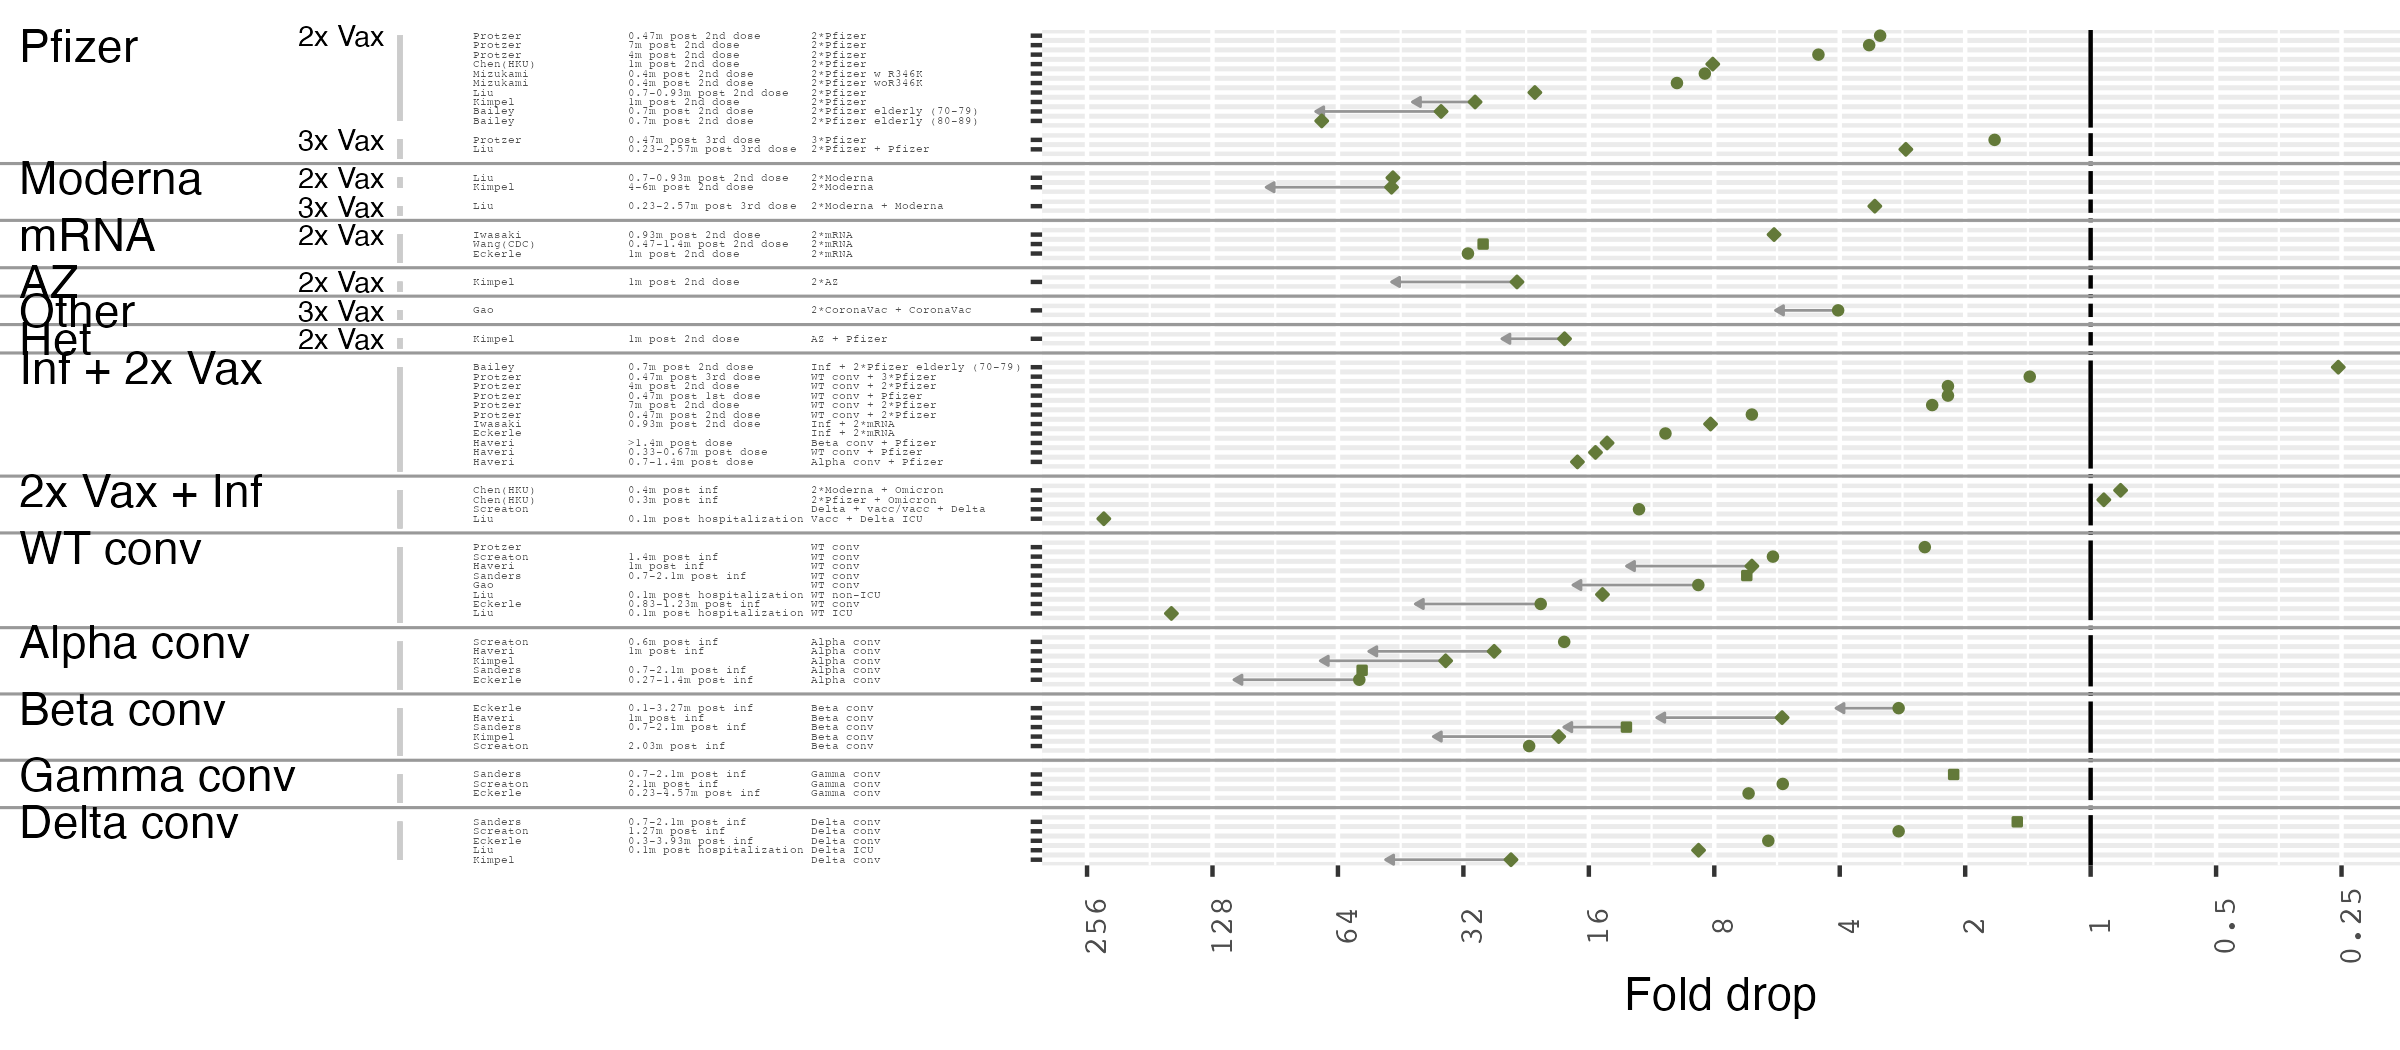 Pfizer 2x Vax
Protzer 0.47m post 2nd dose 2*Pfizer
Protzer 7m post 2nd dose 2*Pfizer
Protzer 4m post 2nd dose 2*Pfizer
Chen(HKU) 1m post 2nd dose 2*Pfizer
Mizukami 0.4m post 2nd dose 2*Pfizer w R346K
Mizukami 0.4m post 2nd dose 2*Pfizer woR346K
Liu 0.7-0.93m post 2nd dose 2*Pfizer
Kimpel 1m post 2nd dose 2*Pfizer
Bailey 0.7m post 2nd dose 2*Pfizer elderly (70-79)
Bailey 0.7m post 2nd dose 2*Pfizer elderly (80-89)
3x Vax
Protzer 0.47m post 3rd dose 3*Pfizer
Liu 0.23-2.57m post 3rd dose 2*Pfizer + Pfizer
Moderna 2x Vax
Liu 0.7-0.93m post 2nd dose 2*Moderna
Kimpel 4-6m post 2nd dose 2*Moderna
3x Vax
Liu 0.23-2.57m post 3rd dose 2*Moderna + Moderna
mRNA 2x Vax
Iwasaki 0.93m post 2nd dose 2*mRNA
Wang(CDC) 0.47-1.4m post 2nd dose 2*mRNA
Eckerle 1m post 2nd dose 2*mRNA
AZ 2x Vax
Kimpel 1m post 2nd dose 2*AZ
Other 3x Vax
Gao 2*CoronaVac + CoronaVac
Het 2x Vax
Kimpel 1m post 2nd dose AZ + Pfizer
Inf + 2x Vax
Bailey 0.7m post 2nd dose Inf + 2*Pfizer elderly (70-79)
Protzer 0.47m post 3rd dose WT conv + 3*Pfizer
Protzer 4m post 2nd dose WT conv + 2*Pfizer
Protzer 0.47m post 1st dose WT conv + Pfizer
Protzer 7m post 2nd dose WT conv + 2*Pfizer
Protzer 0.47m post 2nd dose WT conv + 2*Pfizer
Iwasaki 0.93m post 2nd dose Inf + 2*mRNA
Eckerle Inf + 2*mRNA
Haveri >1.4m post dose Beta conv + Pfizer
Haveri 0.33-0.67m post dose WT conv + Pfizer
Haveri 0.7-1.4m post dose Alpha conv + Pfizer
2x Vax + Inf
Chen(HKU) 0.4m post inf 2*Moderna + Omicron
Chen(HKU) 0.3m post inf 2*Pfizer + Omicron
Screaton Delta + vacc/vacc + Delta
Liu 0.1m post hospitalization Vacc + Delta ICU
WT conv
Protzer WT conv
Screaton 1.4m post inf WT conv
Haveri 1m post inf WT conv
Sanders 0.7-2.1m post inf WT conv
Gao WT conv
Liu 0.1m post hospitalization WT non-ICU
Eckerle 0.83-1.23m post inf WT conv
Liu 0.1m post hospitalization WT ICU
Alpha conv
Screaton 0.6m post inf Alpha conv
Haveri 1m post inf Alpha conv
Kimpel Alpha conv
Sanders 0.7-2.1m post inf Alpha conv
Eckerle 0.27-1.4m post inf Alpha conv
Beta conv
Eckerle 0.1-3.27m post inf Beta conv
Haveri 1m post inf Beta conv
Sanders 0.7-2.1m post inf Beta conv
Kimpel Beta conv
Screaton 2.03m post inf Beta conv
Gamma conv
Sanders 0.7-2.1m post inf Gamma conv
Screaton 2.1m post inf Gamma conv
Eckerle 0.23-4.57m post inf Gamma conv
Delta conv
Sanders 0.7-2.1m post inf Delta conv
Screaton 1.27m post inf Delta conv
Eckerle 0.3-3.93m post inf Delta conv
Liu 0.1m post hospitalization Delta ICU
Kimpel Delta conv
256 128 64 32 16 8 4 2 1 0.5 0.25
Fold drop